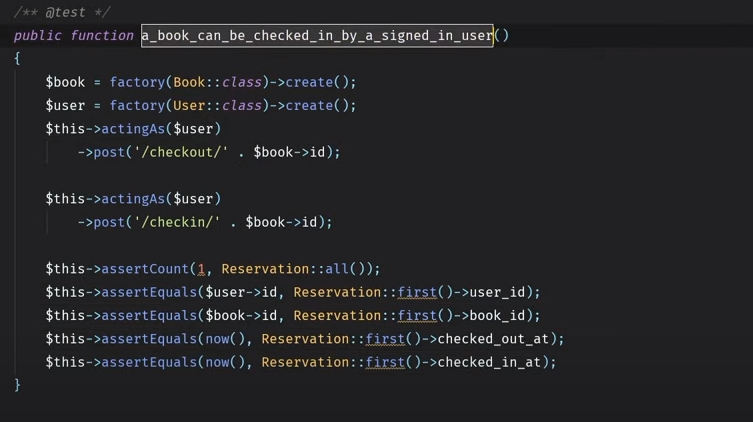 /** @test */
public function a_book_can_be_checked_in_by_a_signed_in_user()
{
    $book = factory(Book::class)->create();
    $user = factory(User::class)->create();
    $this->actingAs($user)
        ->post('/checkout/' . $book->id);

    $this->actingAs($user)
        ->post('/checkin/' . $book->id);

    $this->assertCount(1, Reservation::all());
    $this->assertEquals($user->id, Reservation::first()->user_id);
    $this->assertEquals($book->id, Reservation::first()->book_id);
    $this->assertEquals(now(), Reservation::first()->checked_out_at);
    $this->assertEquals(now(), Reservation::first()->checked_in_at);
}